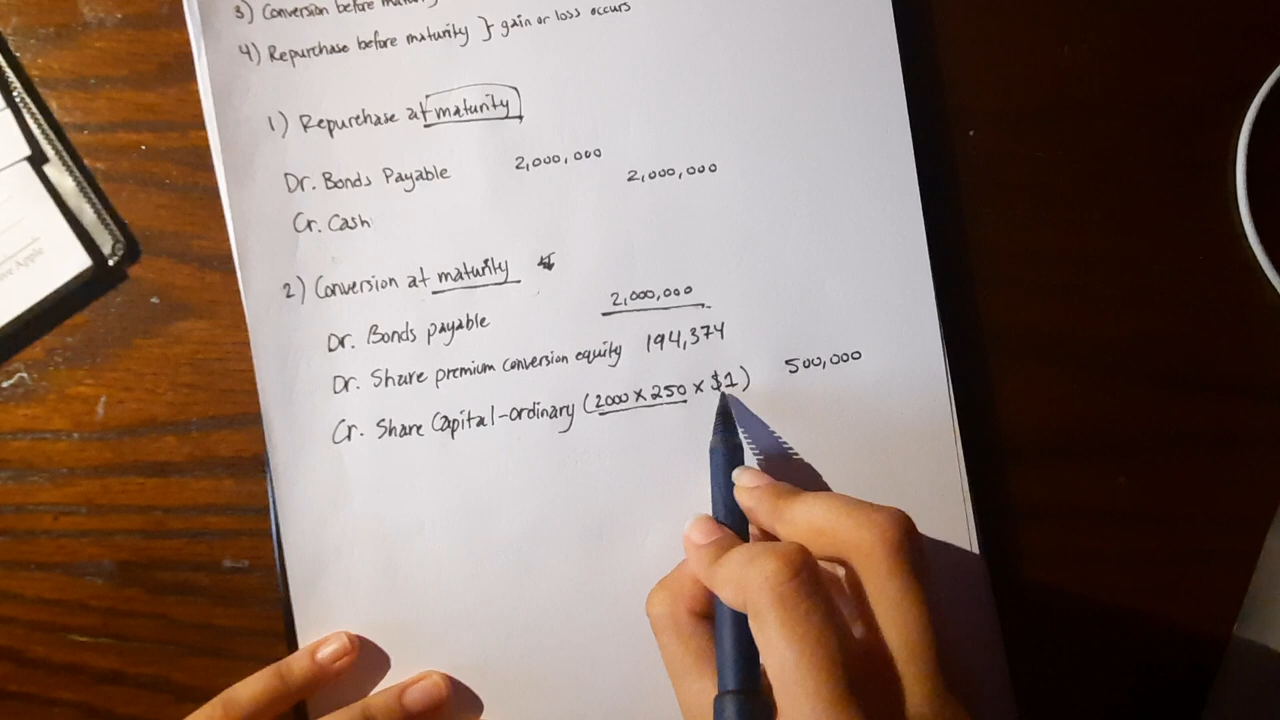 3) Conversion before maturity
4) Repurchase before maturity } gain or loss occurs
1) Repurchase at maturity
Dr. Bonds Payable 2,000,000
Cr. Cash 2,000,000
2) Conversion at maturity
Dr. Bonds payable 2,000,000
Dr. Share premium conversion equity 194,374
Cr. Share Capital-ordinary (2000 x 250 x $1) 500,000
Apple